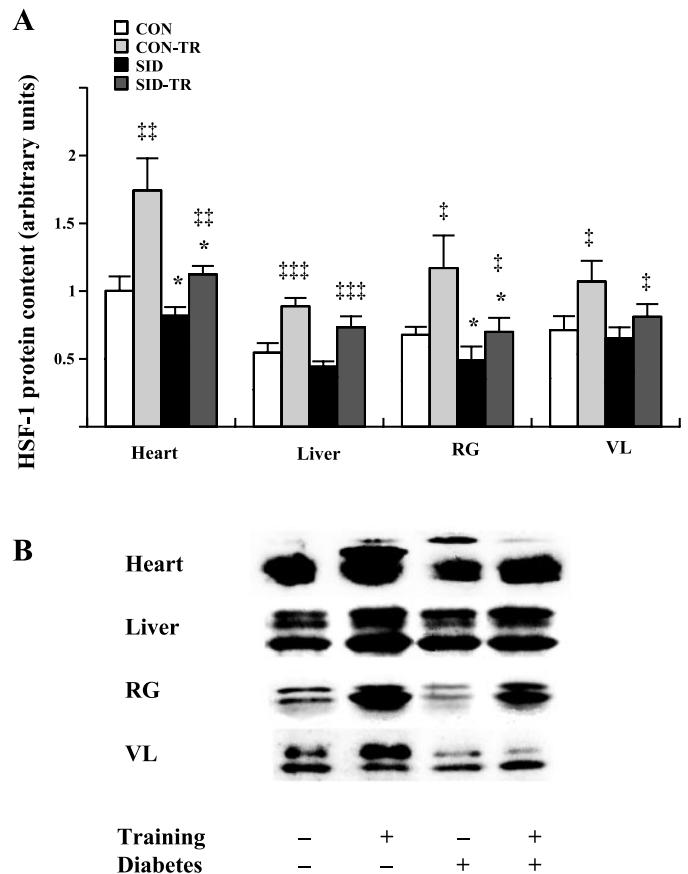 A
CON
CON-TR
SID
SID-TR
HSF-1 protein content (arbitrary units)
2
1.5
1
0.5
‡‡
*
‡‡
*
‡‡‡
‡‡‡
‡
*
‡
*
‡
‡
Heart
Liver
RG
VL
B
Heart
Liver
RG
VL
Training – + – +
Diabetes – – + +